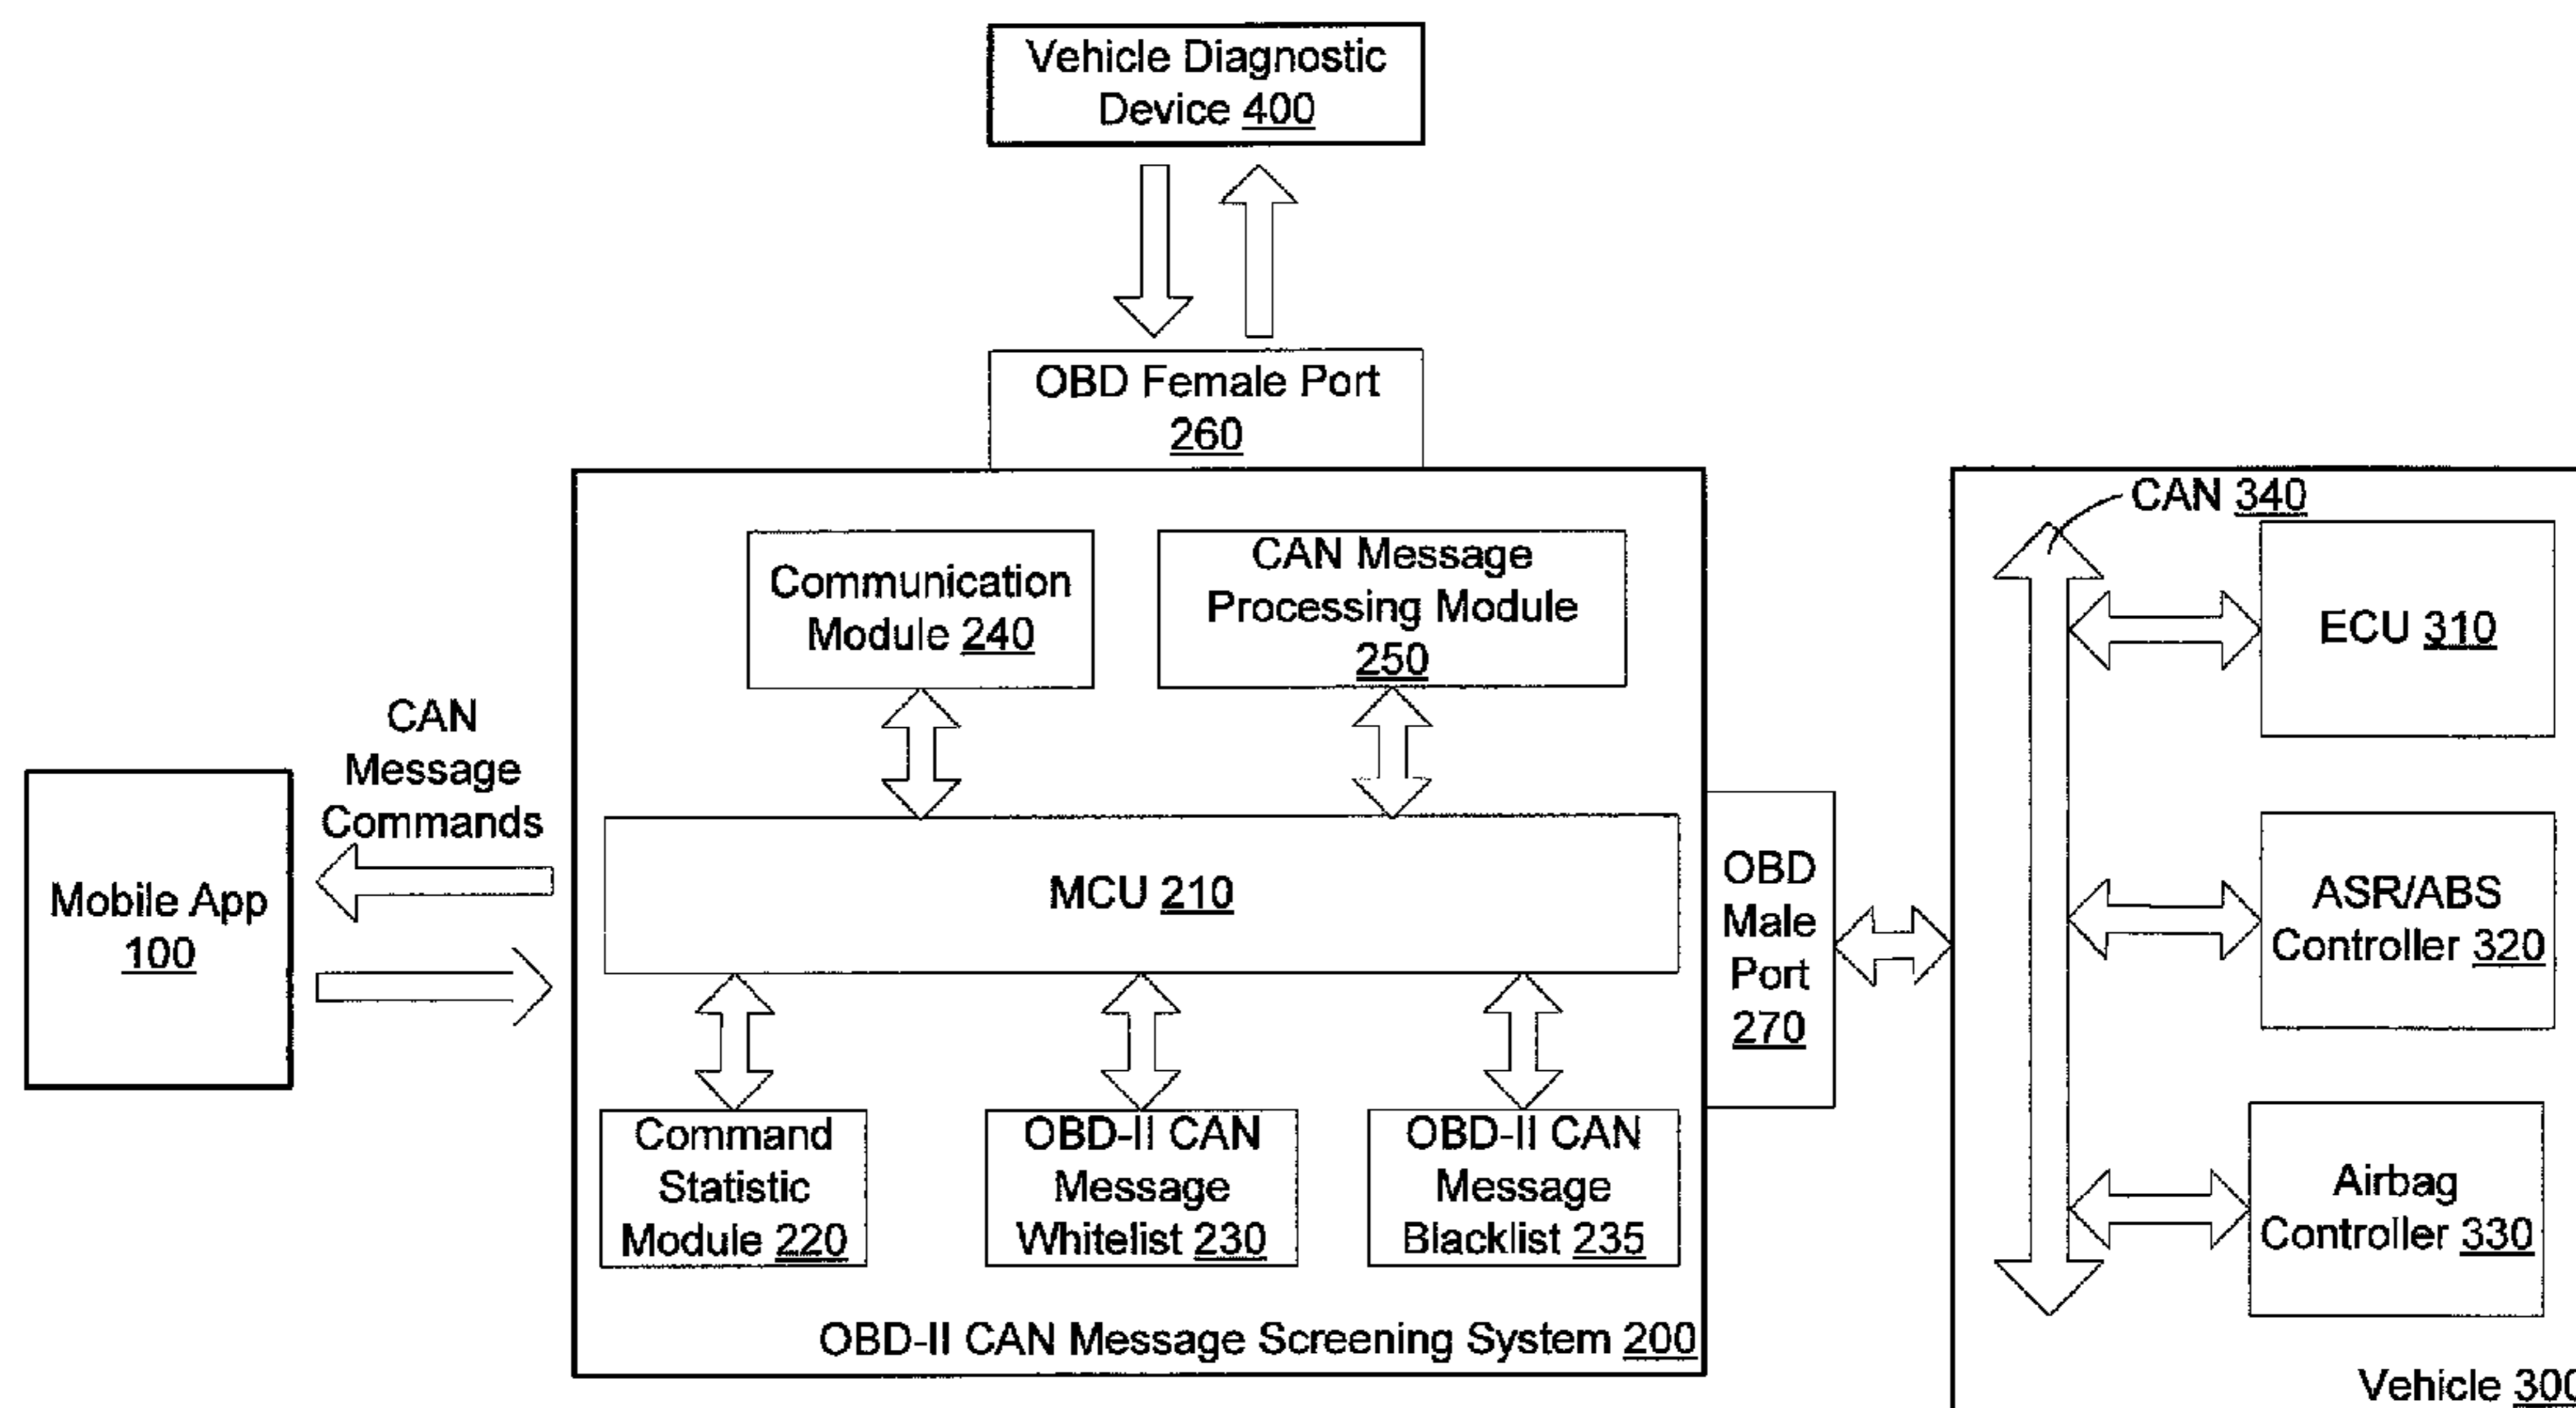 Vehicle Diagnostic
Device 400
OBD Female Port
260
CAN 340
Communication
Module 240
CAN Message
Processing Module
250
ECU 310
CAN
Message
Commands
Mobile App
100
MCU 210
OBD
Male
Port
270
ASR/ABS
Controller 320
Command
Statistic
Module 220
OBD-II CAN
Message
Whitelist 230
OBD-II CAN
Message
Blacklist 235
Airbag
Controller 330
OBD-II CAN Message Screening System 200
Vehicle 300